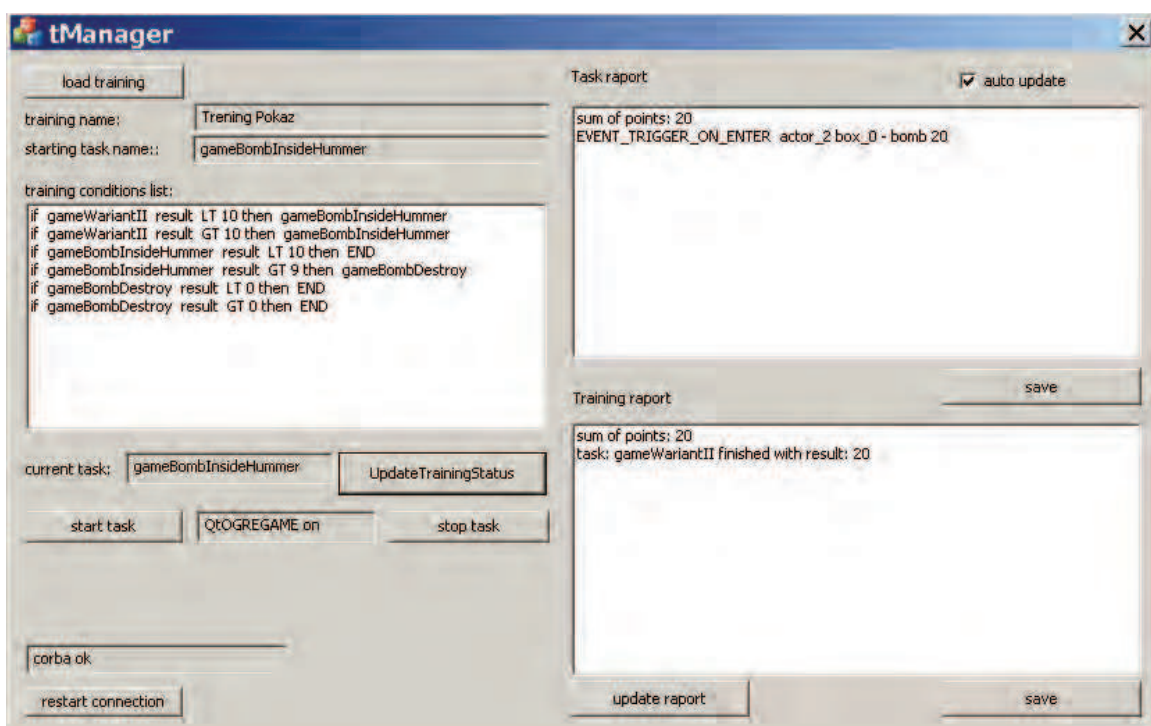 tManager
load training
training name:
Trening Pokaz
starting task name::
gameBombInsideHummer
training conditions list:
if gameWariantII result LT 10 then gameBombInsideHummer
if gameWariantII result GT 10 then gameBombInsideHummer
if gameBombInsideHummer result LT 10 then END
if gameBombInsideHummer result GT 9 then gameBombDestroy
if gameBombDestroy result LT 0 then END
if gameBombDestroy result GT 0 then END
current task:
gameBombInsideHummer
UpdateTrainingStatus
start task
QtOGREGAME on
stop task
corba ok
restart connection
Task raport
auto update
sum of points: 20
EVENT_TRIGGER_ON_ENTER actor_2 box_0 - bomb 20
save
Training raport
sum of points: 20
task: gameWariantII finished with result: 20
update raport
save